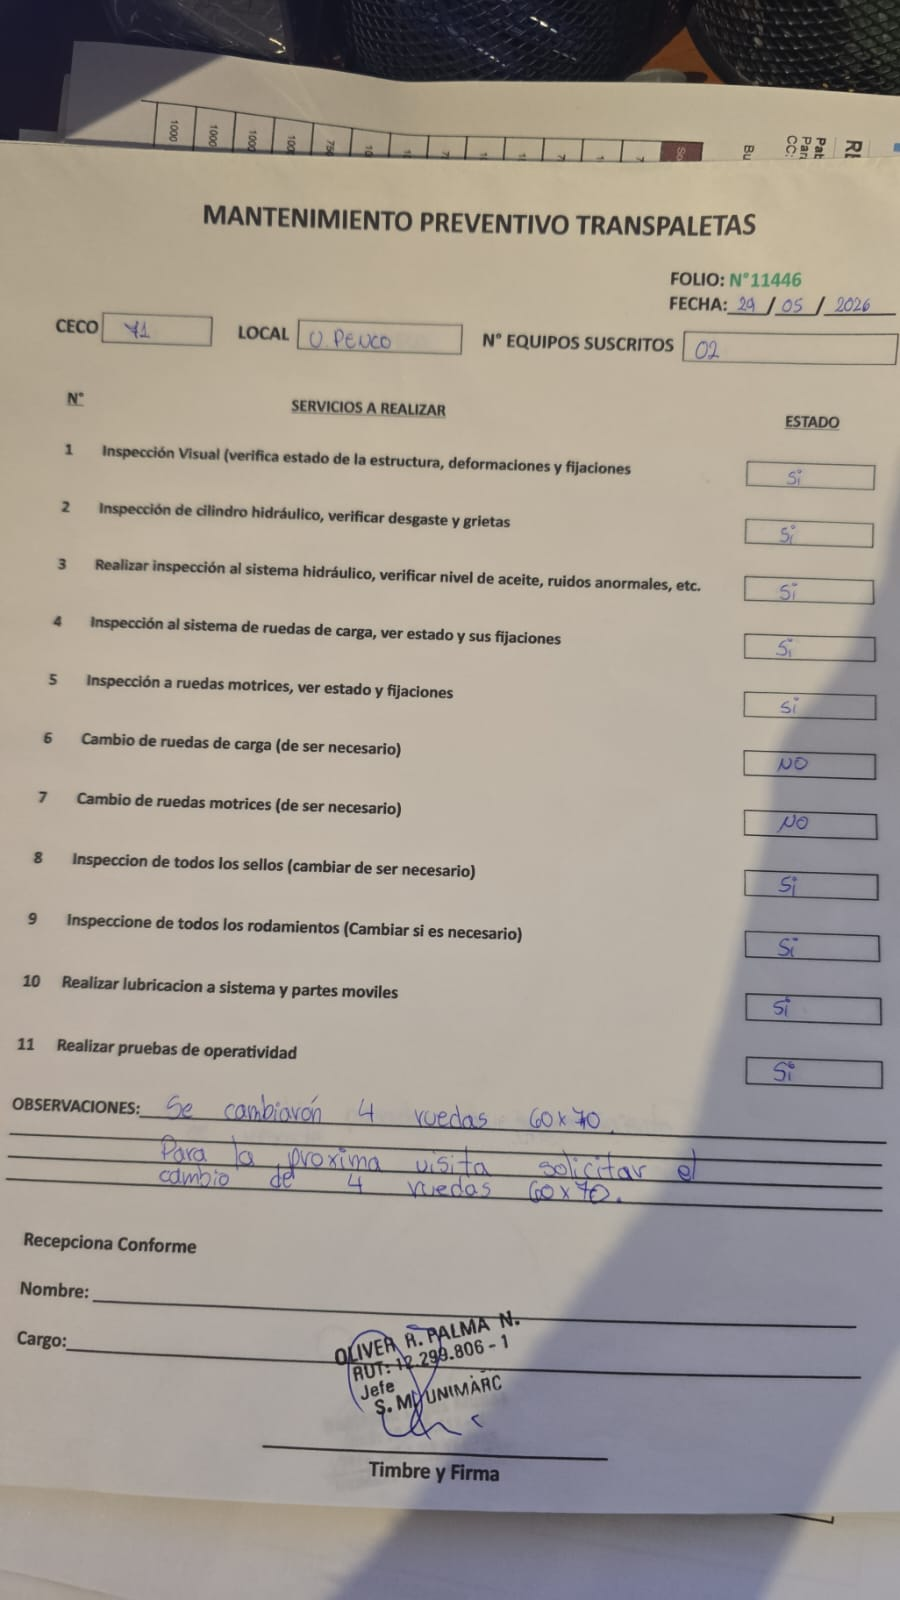 1000
1000
1000
100
750
10
MANTENIMIENTO PREVENTIVO TRANSPALETAS
FOLIO: N°11446
FECHA: 29 / 05 / 2026
CECO 71 LOCAL U. PENCO N° EQUIPOS SUSCRITOS 02
N° SERVICIOS A REALIZAR ESTADO
1 Inspección Visual (verifica estado de la estructura, deformaciones y fijaciones Si
2 Inspección de cilindro hidráulico, verificar desgaste y grietas Si
3 Realizar inspección al sistema hidráulico, verificar nivel de aceite, ruidos anormales, etc. Si
4 Inspección al sistema de ruedas de carga, ver estado y sus fijaciones Si
5 Inspección a ruedas motrices, ver estado y fijaciones Si
6 Cambio de ruedas de carga (de ser necesario) NO
7 Cambio de ruedas motrices (de ser necesario) NO
8 Inspeccion de todos los sellos (cambiar de ser necesario) Si
9 Inspeccione de todos los rodamientos (Cambiar si es necesario) Si
10 Realizar lubricacion a sistema y partes moviles Si
11 Realizar pruebas de operatividad Si
OBSERVACIONES: Se cambiarón 4 ruedas 60x70.
Para la proxima visita solicitar el
cambio de 4 ruedas 60x70.
Recepciona Conforme
Nombre:
Cargo:
OLIVER R. PALMA N.
RUT: 12.299.806-1
Jefe
S. M. UNIMARC
Timbre y Firma